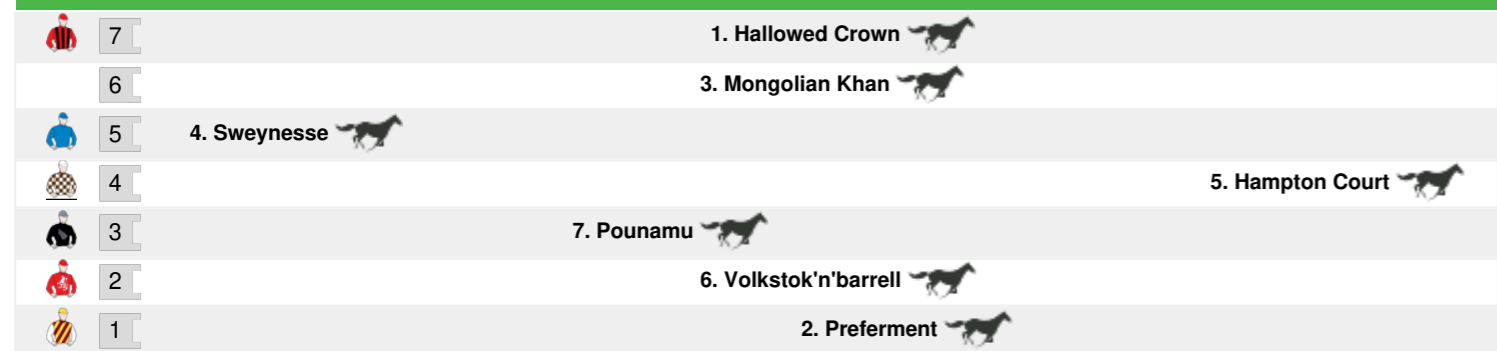 7 1. Hallowed Crown
6 3. Mongolian Khan
5 4. Sweynesse
4 5. Hampton Court
3 7. Pounamu
2 6. Volkstok'n'barrell
1 2. Preferment